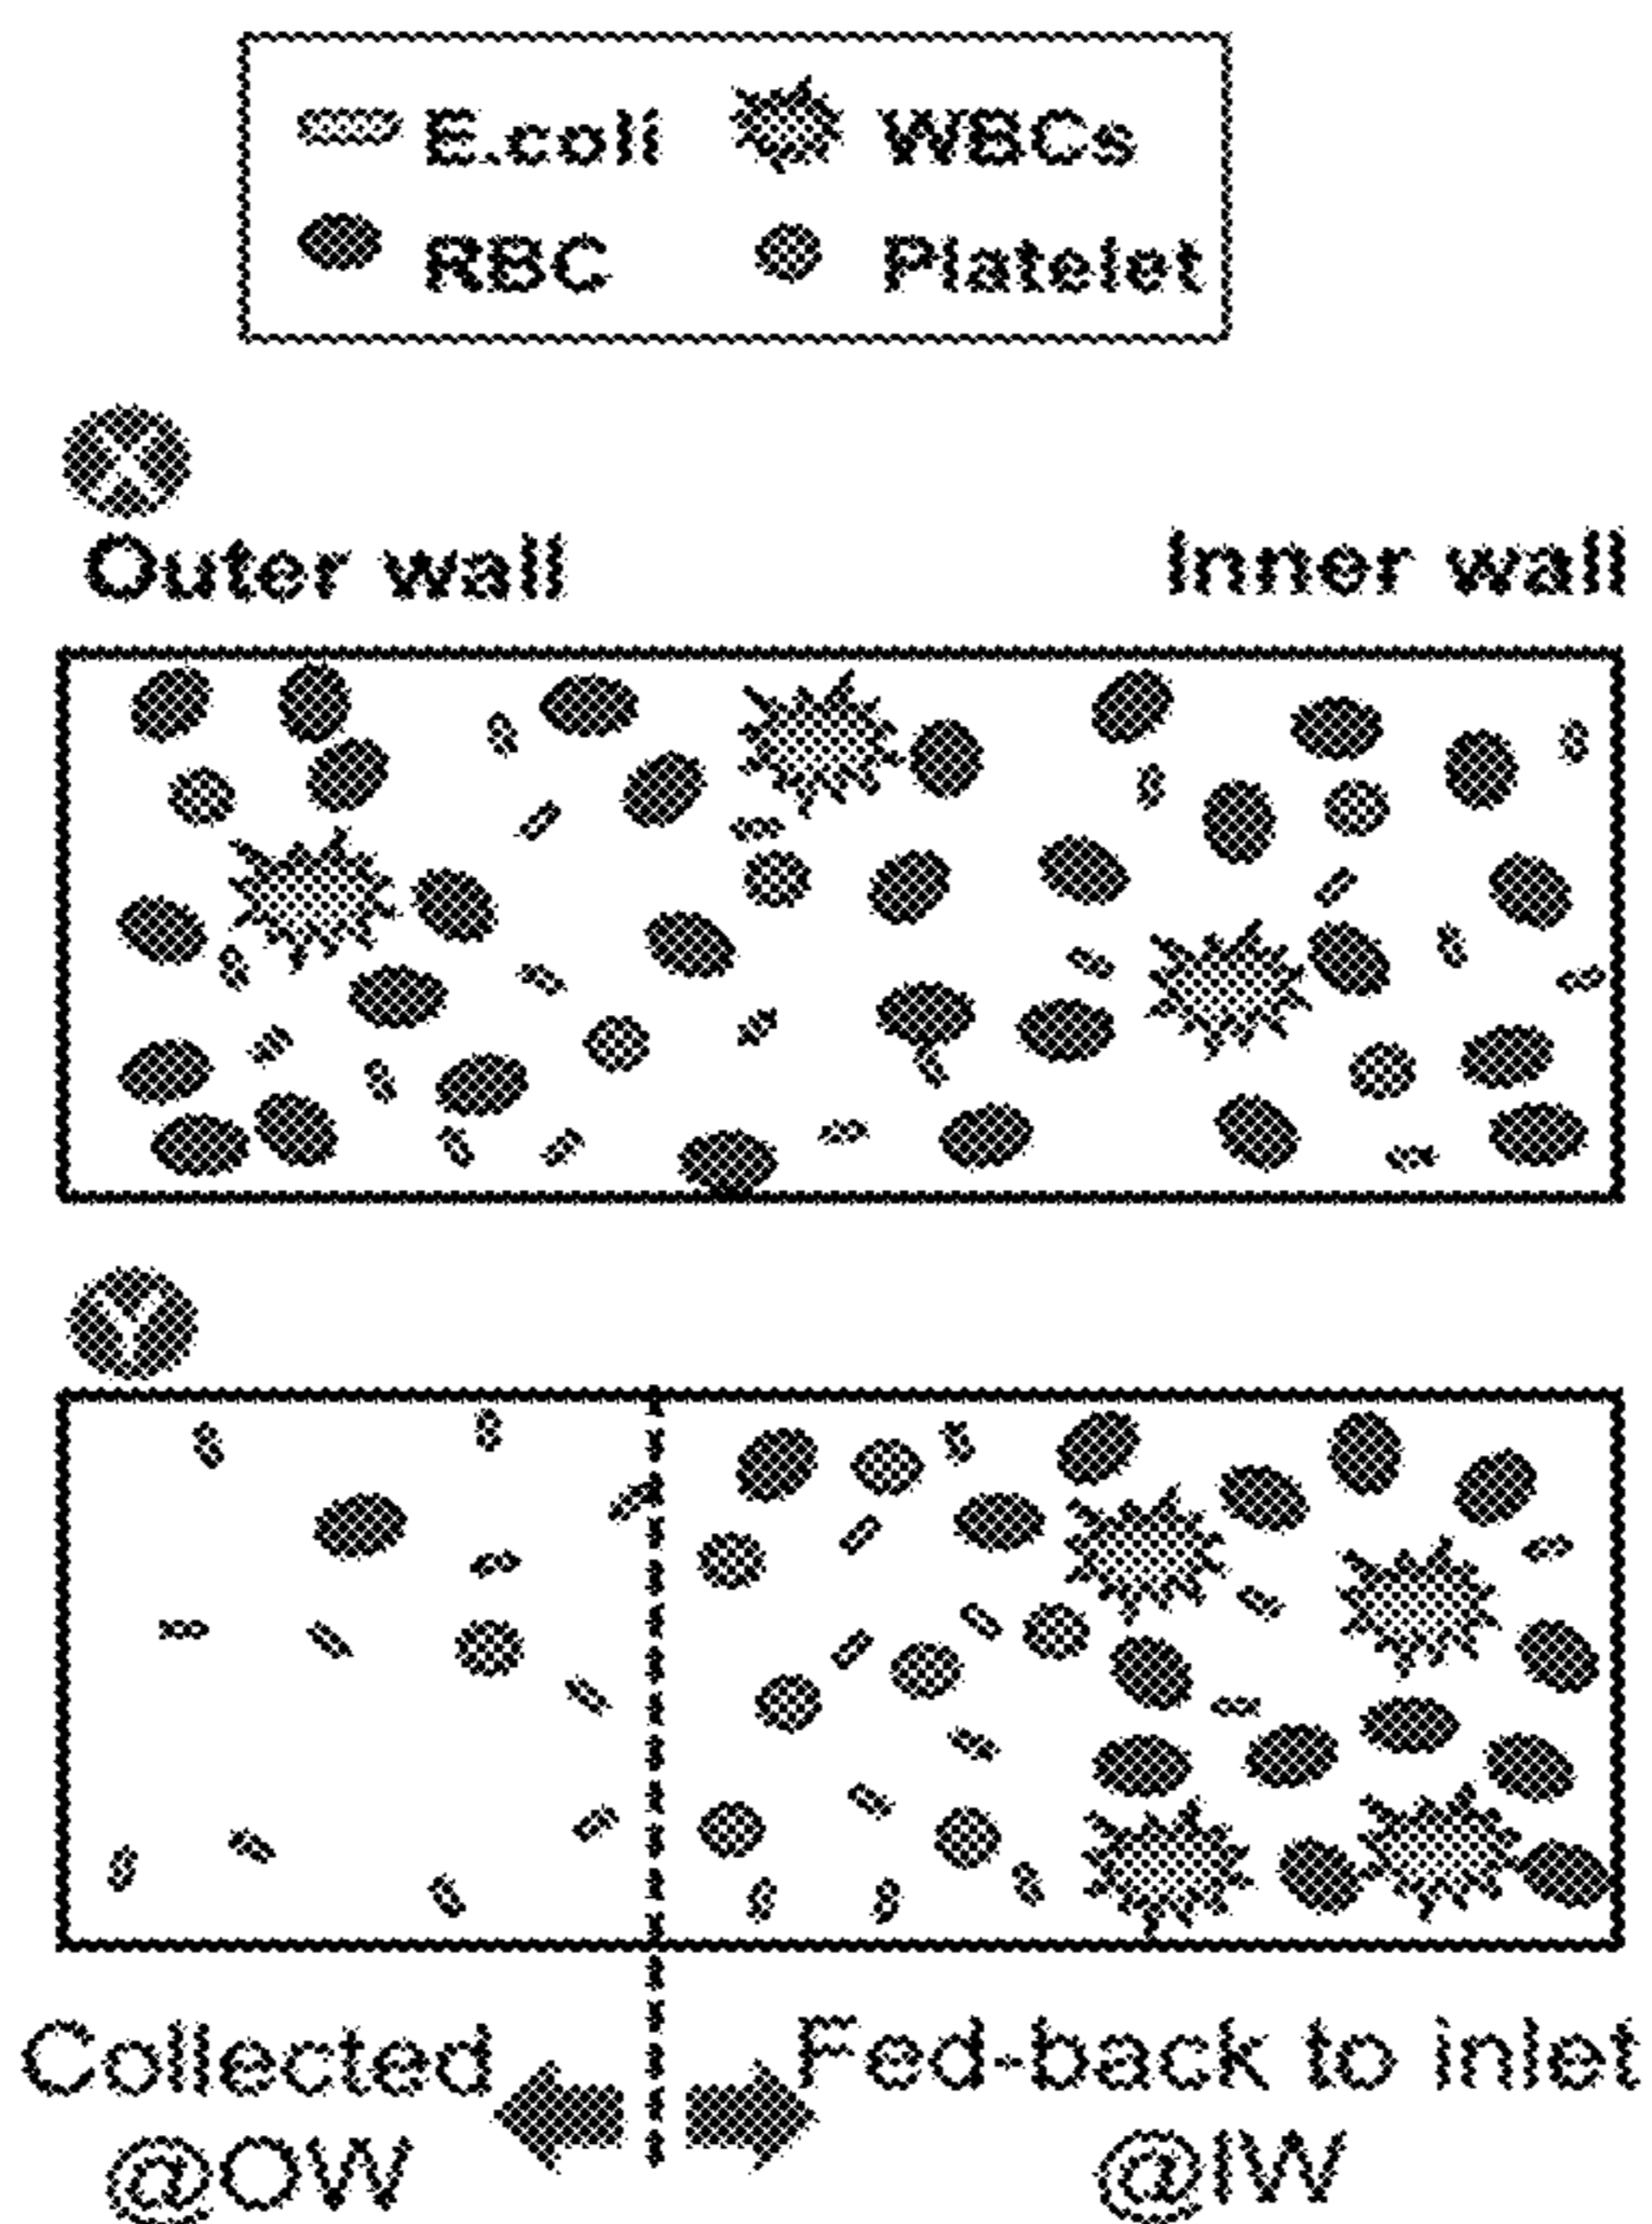 E.coli WBCs
RBC Platelet
X
Outer wall Inner wall
Y
Collected Fed-back to inlet
@OW @IW